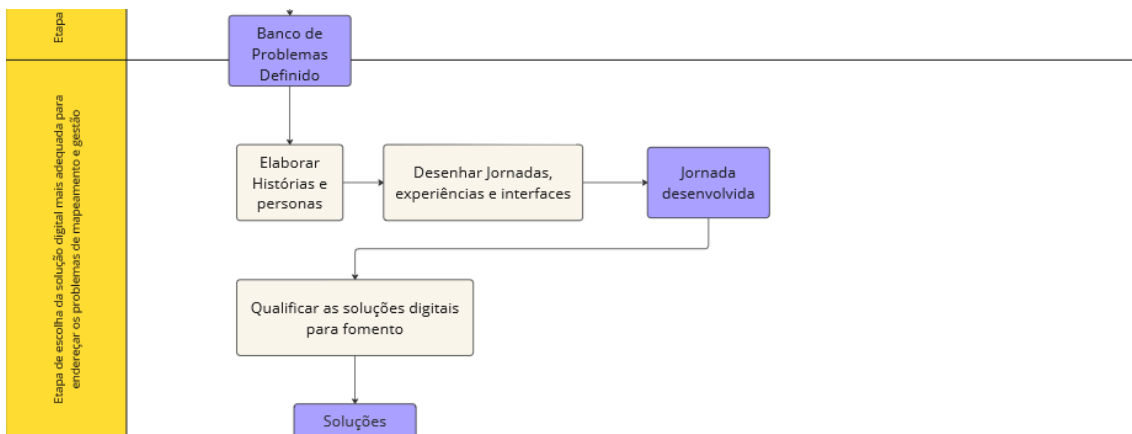 Etapa
Banco de
Problemas
Definido
Etapa de escolha da solução digital mais adequada para
endereçar os problemas de mapeamento e gestão
Elaborar
Histórias e
personas
Desenhar Jornadas,
experiências e interfaces
Jornada
desenvolvida
Qualificar as soluções digitais
para fomento
Soluções